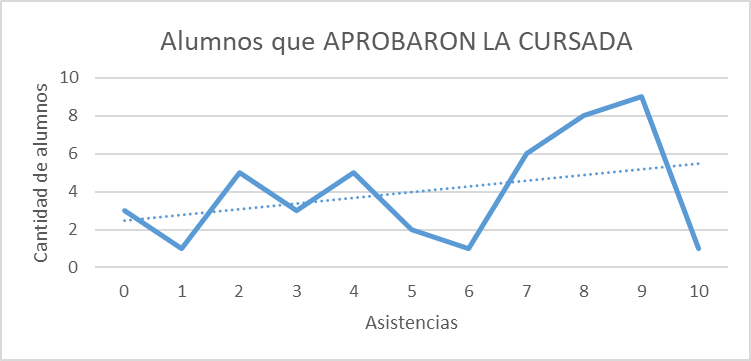 Alumnos que APROBARON LA CURSADA
Cantidad de alumnos
10
8
6
4
2
0
0 1 2 3 4 5 6 7 8 9 10
Asistencias